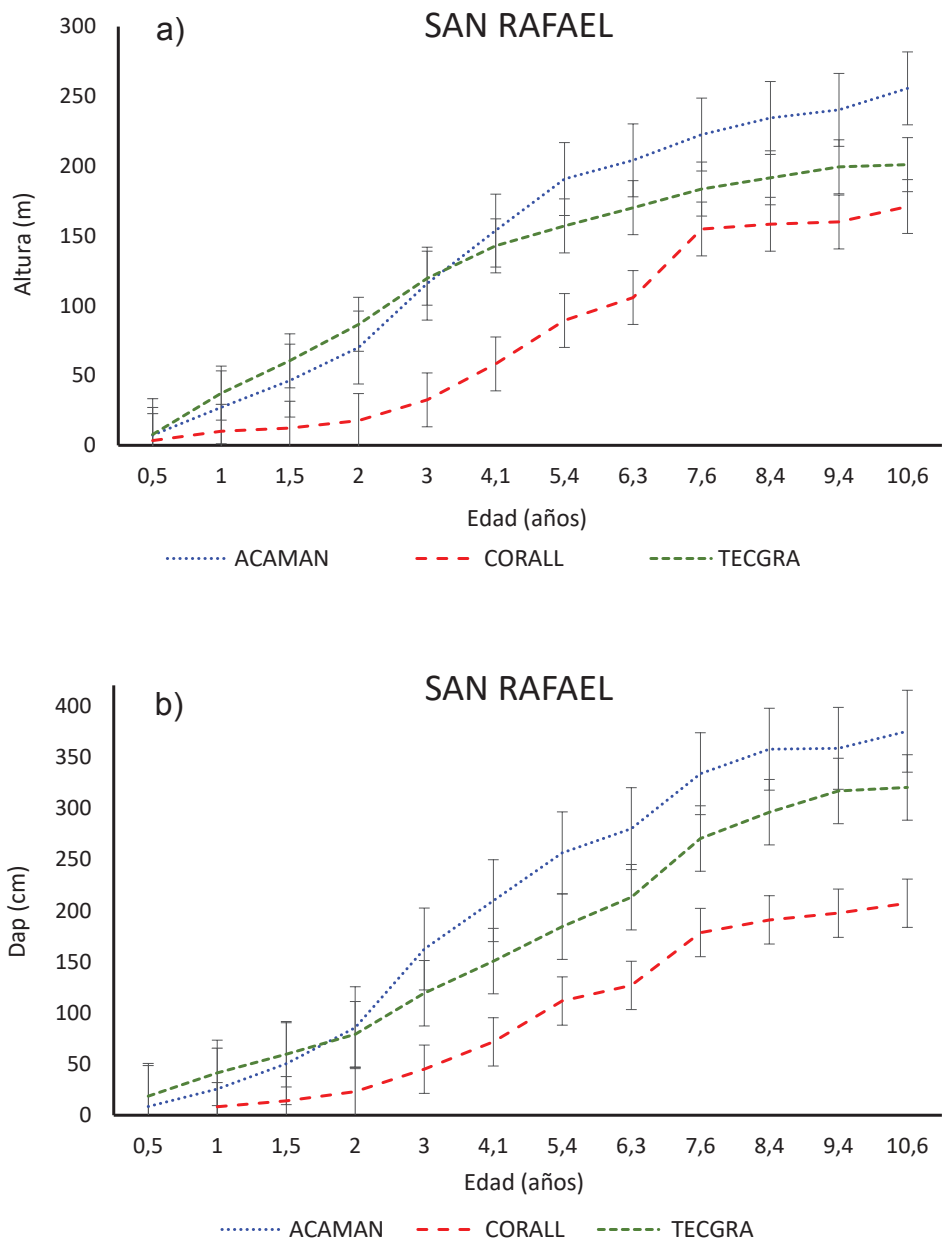 a)
SAN RAFAEL
300
250
200
150
100
50
0
Altura (m)
0,5 1 1,5 2 3 4,1 5,4 6,3 7,6 8,4 9,4 10,6
Edad (años)
ACAMAN CORALL TECGRA
b)
SAN RAFAEL
400
350
300
250
200
150
100
50
0
Dap (cm)
0,5 1 1,5 2 3 4,1 5,4 6,3 7,6 8,4 9,4 10,6
Edad (años)
ACAMAN CORALL TECGRA